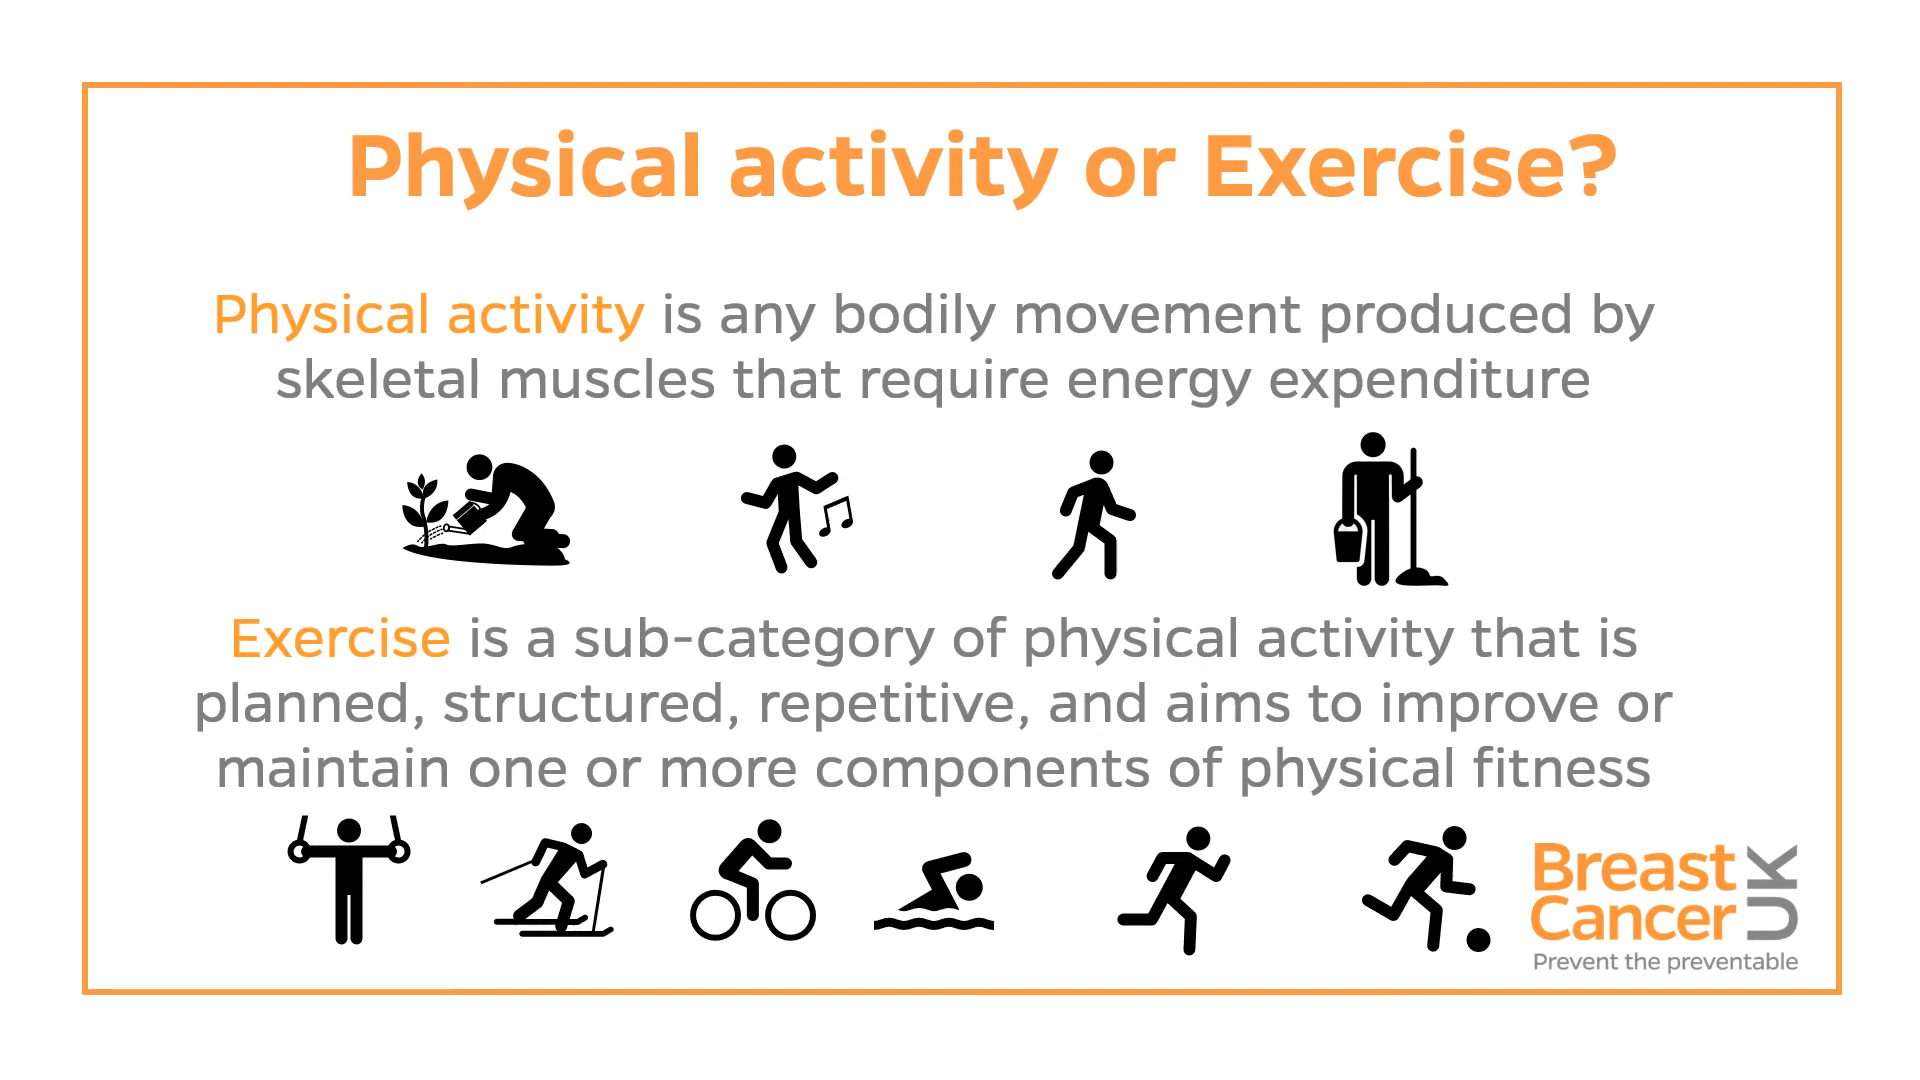 Physical activity or Exercise?
Physical activity is any bodily movement produced by
skeletal muscles that require energy expenditure
Exercise is a sub-category of physical activity that is
planned, structured, repetitive, and aims to improve or
maintain one or more components of physical fitness
Breast
Cancer
UK
Prevent the preventable